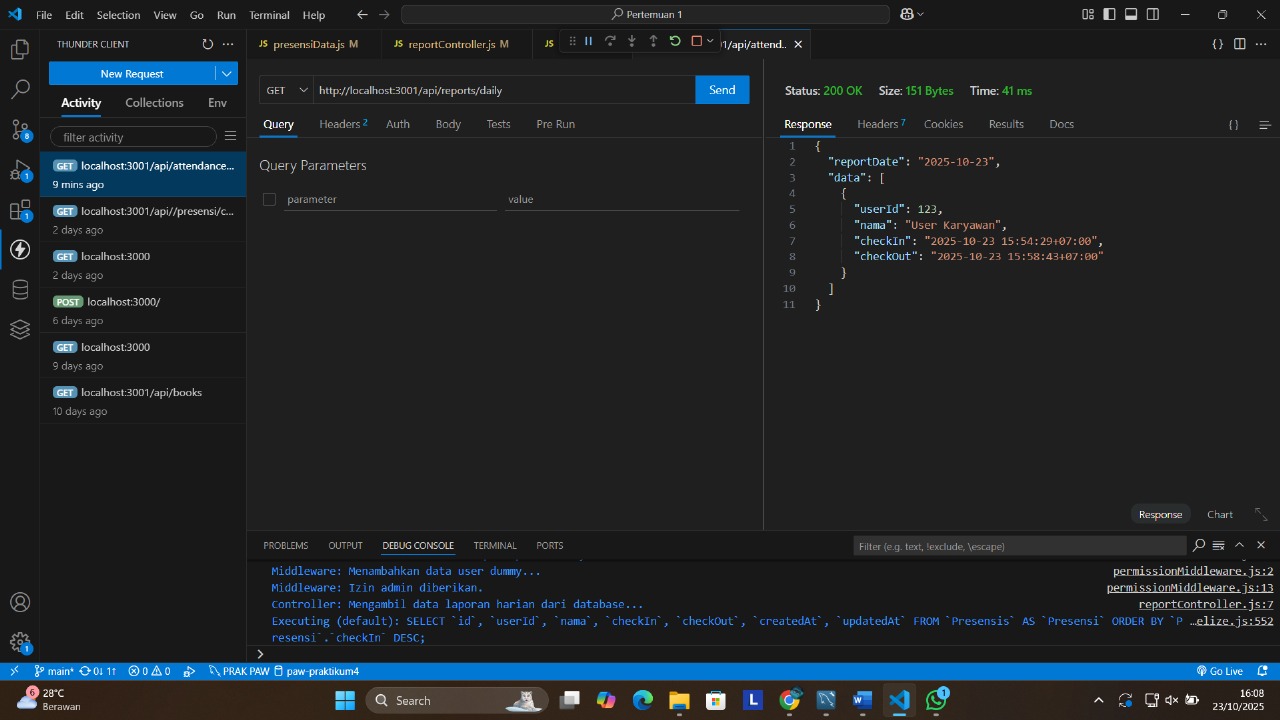 File Edit Selection View Go Run Terminal Help
Pertemuan 1
THUNDER CLIENT
New Request
Activity Collections Env
filter activity
GET localhost:3001/api/attendance...
9 mins ago
GET localhost:3001/api//presensi/c...
2 days ago
GET localhost:3000
2 days ago
POST localhost:3000/
6 days ago
GET localhost:3000
9 days ago
GET localhost:3001/api/books
10 days ago
8
1
1
1
JS presensiData.js M
JS reportController.js M
JS
1/api/attend..
GET http://localhost:3001/api/reports/daily Send
Query Headers 2 Auth Body Tests Pre Run
Query Parameters
parameter value
Status: 200 OK Size: 151 Bytes Time: 41 ms
Response Headers 7 Cookies Results Docs
{ }
1 {
2 "reportDate": "2025-10-23",
3 "data": [
4 {
5 "userId": 123,
6 "nama": "User Karyawan",
7 "checkIn": "2025-10-23 15:54:29+07:00",
8 "checkOut": "2025-10-23 15:58:43+07:00"
9 }
10 ]
11 }
Response Chart
PROBLEMS OUTPUT DEBUG CONSOLE TERMINAL PORTS
Filter (e.g. text, !exclude, \escape)
Middleware: Menambahkan data user dummy... permissionMiddleware.js:2
Middleware: Izin admin diberikan. permissionMiddleware.js:13
Controller: Mengambil data laporan harian dari database... reportController.js:7
Executing (default): SELECT `id`, `userId`, `nama`, `checkIn`, `checkOut`, `createdAt`, `updatedAt` FROM `Presensis` AS `Presensi` ORDER BY `P …elize.js:552
resensi`.`checkIn` DESC;
main* 0↓ 1↑ 0 0 PRAK PAW paw-praktikum4 Go Live
6
28°C
Berawan
Search
L
1
16:08
23/10/2025